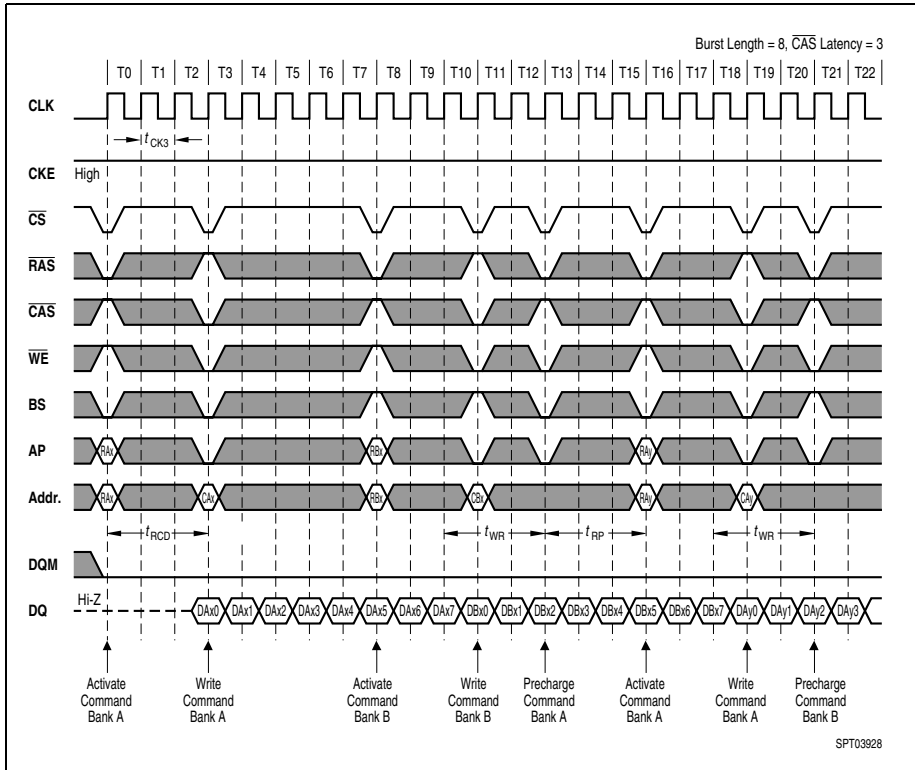 Burst Length = 8, CAS Latency = 3
T0 T1 T2 T3 T4 T5 T6 T7 T8 T9 T10 T11 T12 T13 T14 T15 T16 T17 T18 T19 T20 T21 T22
CLK
t CK3
CKE High
CS
RAS
CAS
WE
BS
AP RAx RBx RAy
Addr. RAx CAx RBx CBx RAy CAy
t RCD t WR t RP t WR
DQM
Hi-Z
DQ DAx0 DAx1 DAx2 DAx3 DAx4 DAx5 DAx6 DAx7 DBx0 DBx1 DBx2 DBx3 DBx4 DBx5 DBx6 DBx7 DAy0 DAy1 DAy2 DAy3
Activate Write Activate Write Precharge Activate Write Precharge
Command Command Command Command Command Command Command Command
Bank A Bank A Bank B Bank B Bank A Bank A Bank A Bank B
SPT03928